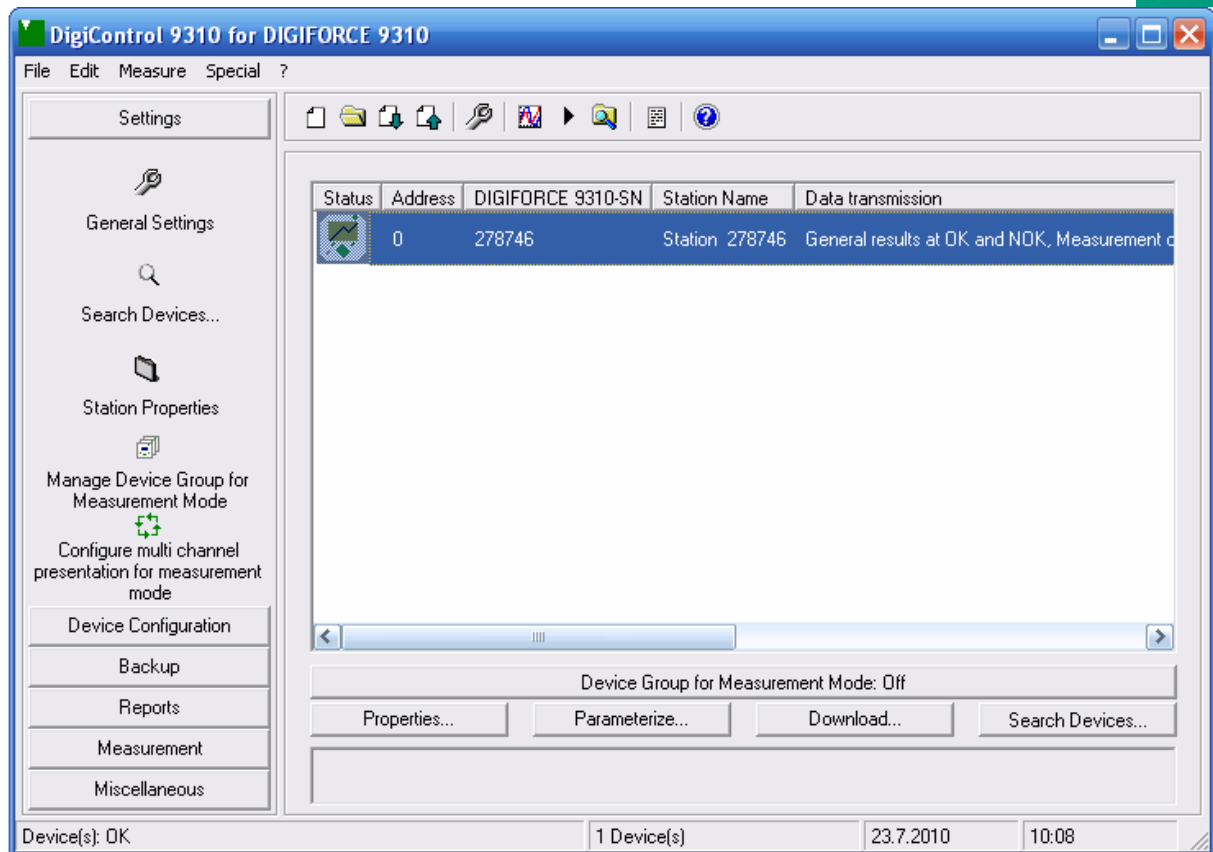 DigiControl 9310 for DIGIFORCE 9310
File Edit Measure Special ?
Settings
General Settings
Search Devices...
Station Properties
Manage Device Group for
Measurement Mode
Configure multi channel
presentation for measurement
mode
Device Configuration
Backup
Reports
Measurement
Miscellaneous
Status Address DIGIFORCE 9310-SN Station Name Data transmission
0 278746 Station 278746 General results at OK and NOK, Measurement
Device Group for Measurement Mode: Off
Properties... Parameterize... Download... Search Devices...
Device(s): OK 1 Device(s) 23.7.2010 10:08